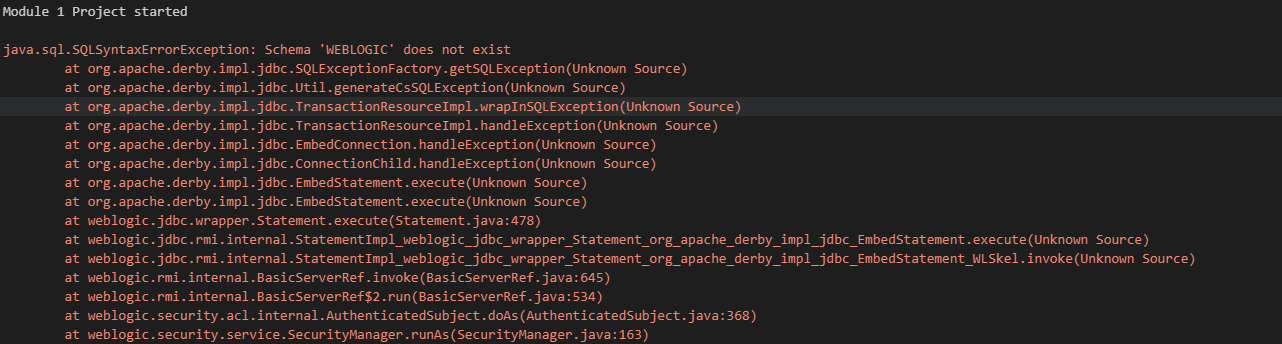 Module 1 Project started
java.sql.SQLSyntaxErrorException: Schema 'WEBLOGIC' does not exist
at org.apache.derby.impl.jdbc.SQLExceptionFactory.getSQLException(Unknown Source)
at org.apache.derby.impl.jdbc.Util.generateCsSQLException(Unknown Source)
at org.apache.derby.impl.jdbc.TransactionResourceImpl.wrapInSQLException(Unknown Source)
at org.apache.derby.impl.jdbc.TransactionResourceImpl.handleException(Unknown Source)
at org.apache.derby.impl.jdbc.EmbedConnection.handleException(Unknown Source)
at org.apache.derby.impl.jdbc.ConnectionChild.handleException(Unknown Source)
at org.apache.derby.impl.jdbc.EmbedStatement.execute(Unknown Source)
at org.apache.derby.impl.jdbc.EmbedStatement.execute(Unknown Source)
at weblogic.jdbc.wrapper.Statement.execute(Statement.java:478)
at weblogic.jdbc.rmi.internal.StatementImpl_weblogic_jdbc_wrapper_Statement_org_apache_derby_impl_jdbc_EmbedStatement.execute(Unknown Source)
at weblogic.jdbc.rmi.internal.StatementImpl_weblogic_jdbc_wrapper_Statement_org_apache_derby_impl_jdbc_EmbedStatement_WLSkel.invoke(Unknown Source)
at weblogic.rmi.internal.BasicServerRef.invoke(BasicServerRef.java:645)
at weblogic.rmi.internal.BasicServerRef$2.run(BasicServerRef.java:534)
at weblogic.security.acl.internal.AuthenticatedSubject.doAs(AuthenticatedSubject.java:368)
at weblogic.security.service.SecurityManager.runAs(SecurityManager.java:163)